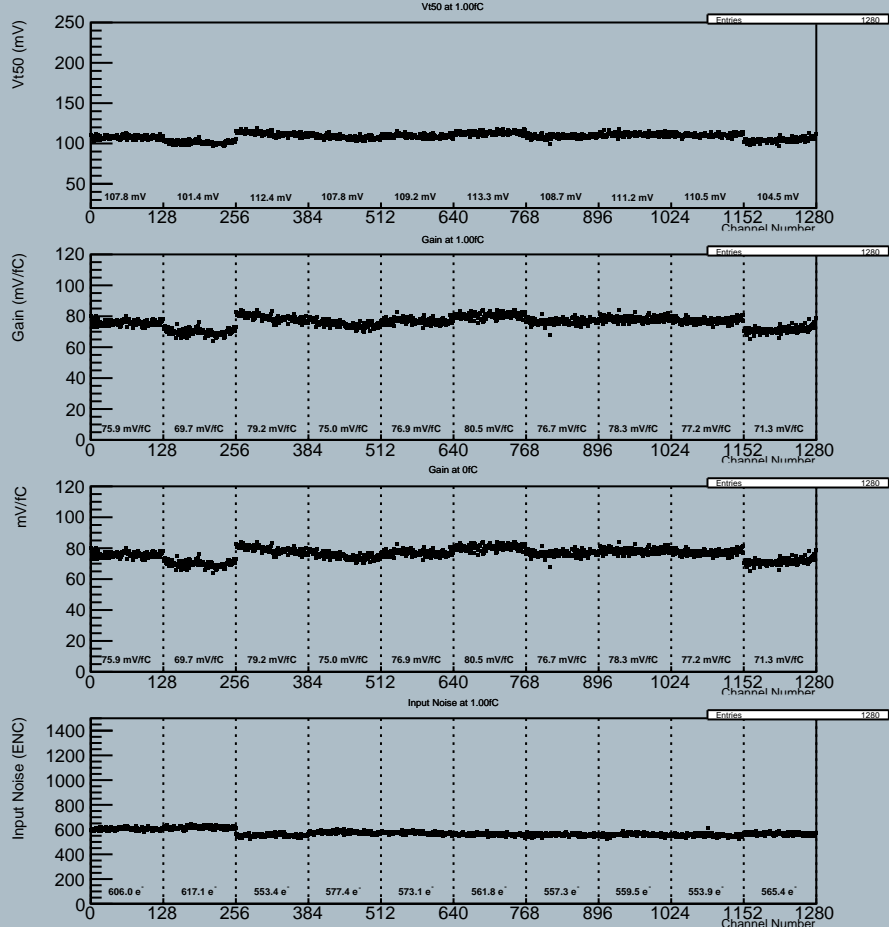 Vt50 at 1.00fC
Entries 1280
Vt50 (mV)
250
200
150
100
50
107.8 mV 101.4 mV 112.4 mV 107.8 mV 109.2 mV 113.3 mV 108.7 mV 111.2 mV 110.5 mV 104.5 mV
0 128 256 384 512 640 768 896 1024 1152 1280
Channel Number
Gain at 1.00fC
Entries 1280
Gain (mV/fC)
120
100
80
60
40
20
0
75.9 mV/fC 69.7 mV/fC 79.2 mV/fC 75.0 mV/fC 76.9 mV/fC 80.5 mV/fC 76.7 mV/fC 78.3 mV/fC 77.2 mV/fC 71.3 mV/fC
0 128 256 384 512 640 768 896 1024 1152 1280
Channel Number
Gain at 0fC
Entries 1280
mV/fC
120
100
80
60
40
20
0
75.9 mV/fC 69.7 mV/fC 79.2 mV/fC 75.0 mV/fC 76.9 mV/fC 80.5 mV/fC 76.7 mV/fC 78.3 mV/fC 77.2 mV/fC 71.3 mV/fC
0 128 256 384 512 640 768 896 1024 1152 1280
Channel Number
Input Noise at 1.00fC
Entries 1280
Input Noise (ENC)
1400
1200
1000
800
600
400
200
0
606.0 e⁻ 617.1 e⁻ 553.4 e⁻ 577.4 e⁻ 573.1 e⁻ 561.8 e⁻ 557.3 e⁻ 559.5 e⁻ 553.9 e⁻ 565.4 e⁻
0 128 256 384 512 640 768 896 1024 1152 1280
Channel Number